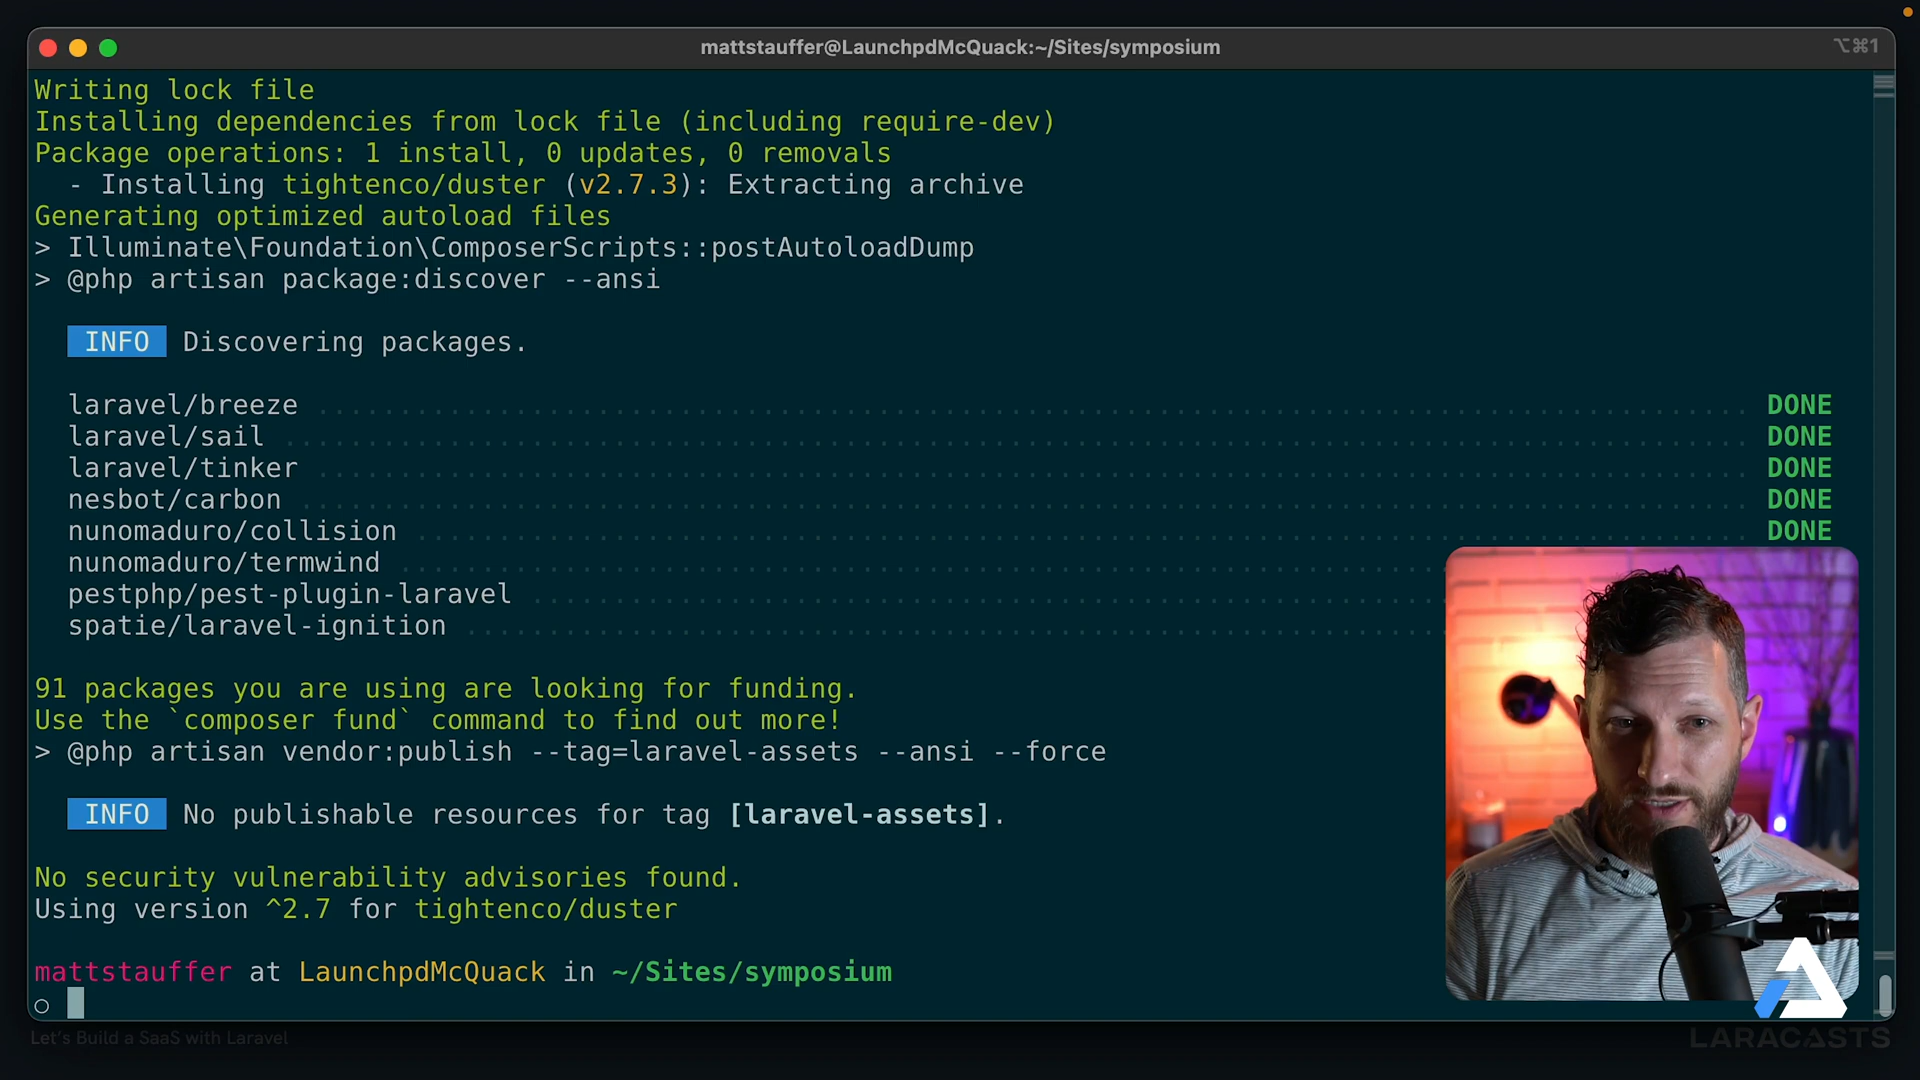 mattstauffer@LaunchpdMcQuack:~/Sites/symposium
⌥⌘1
Writing lock file
Installing dependencies from lock file (including require-dev)
Package operations: 1 install, 0 updates, 0 removals
- Installing tightenco/duster (v2.7.3): Extracting archive
Generating optimized autoload files
> Illuminate\Foundation\ComposerScripts::postAutoloadDump
> @php artisan package:discover --ansi
INFO Discovering packages.
laravel/breeze DONE
laravel/sail DONE
laravel/tinker DONE
nesbot/carbon DONE
nunomaduro/collision DONE
nunomaduro/termwind
pestphp/pest-plugin-laravel
spatie/laravel-ignition
91 packages you are using are looking for funding.
Use the `composer fund` command to find out more!
> @php artisan vendor:publish --tag=laravel-assets --ansi --force
INFO No publishable resources for tag [laravel-assets].
No security vulnerability advisories found.
Using version ^2.7 for tightenco/duster
mattstauffer at LaunchpdMcQuack in ~/Sites/symposium
Let's Build a SaaS with Laravel
LARACASTS